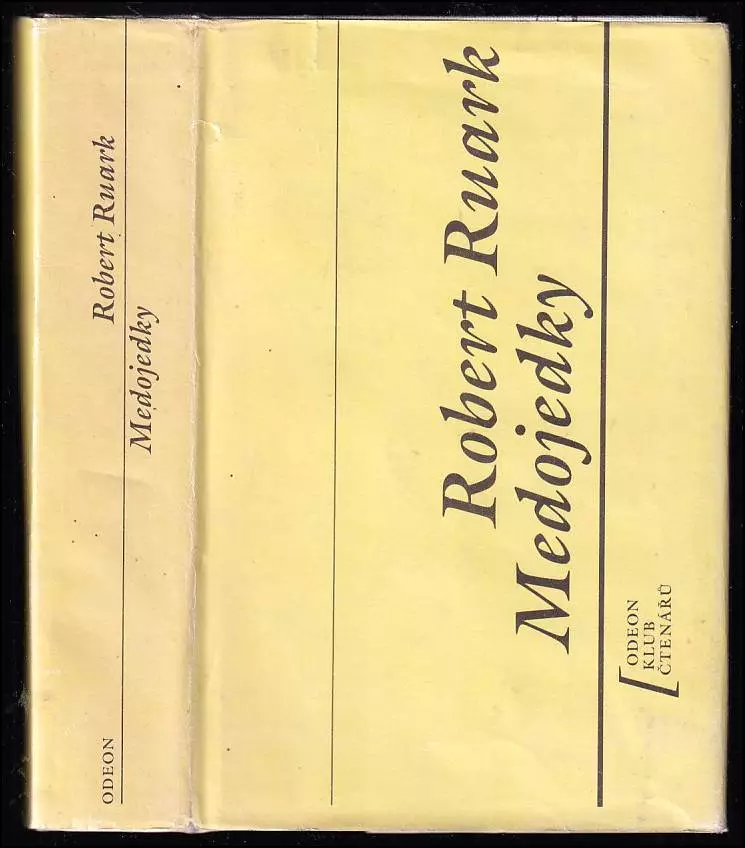 Robert Ruark
Medojedky
ODEON
Robert Ruark
Medojedky
ODEON
KLUB
ČTENÁŘŮ